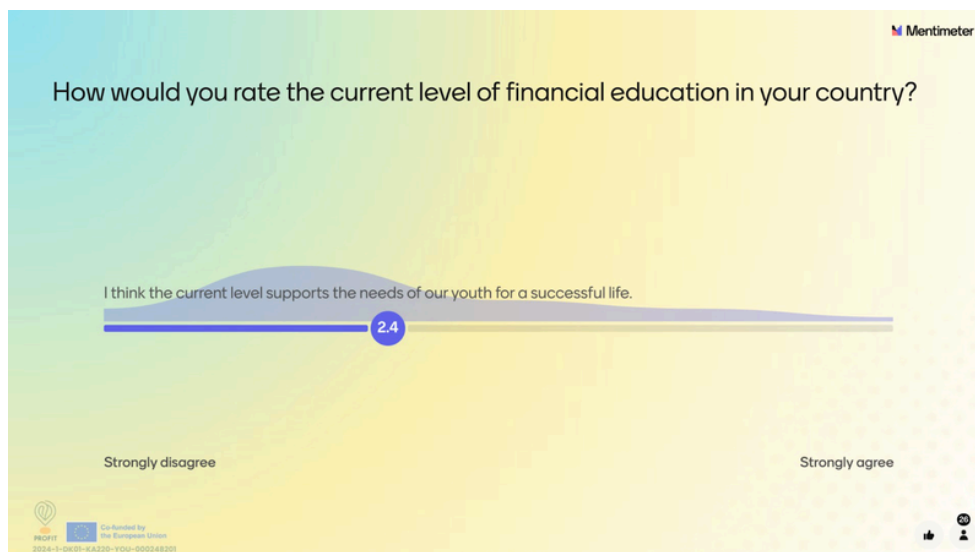 Mentimeter
How would you rate the current level of financial education in your country?
I think the current level supports the needs of our youth for a successful life.
2.4
Strongly disagree
Strongly agree
PROFIT
Co-funded by
the European Union
2024-1-DK01-KA220-YOU-000248201
26